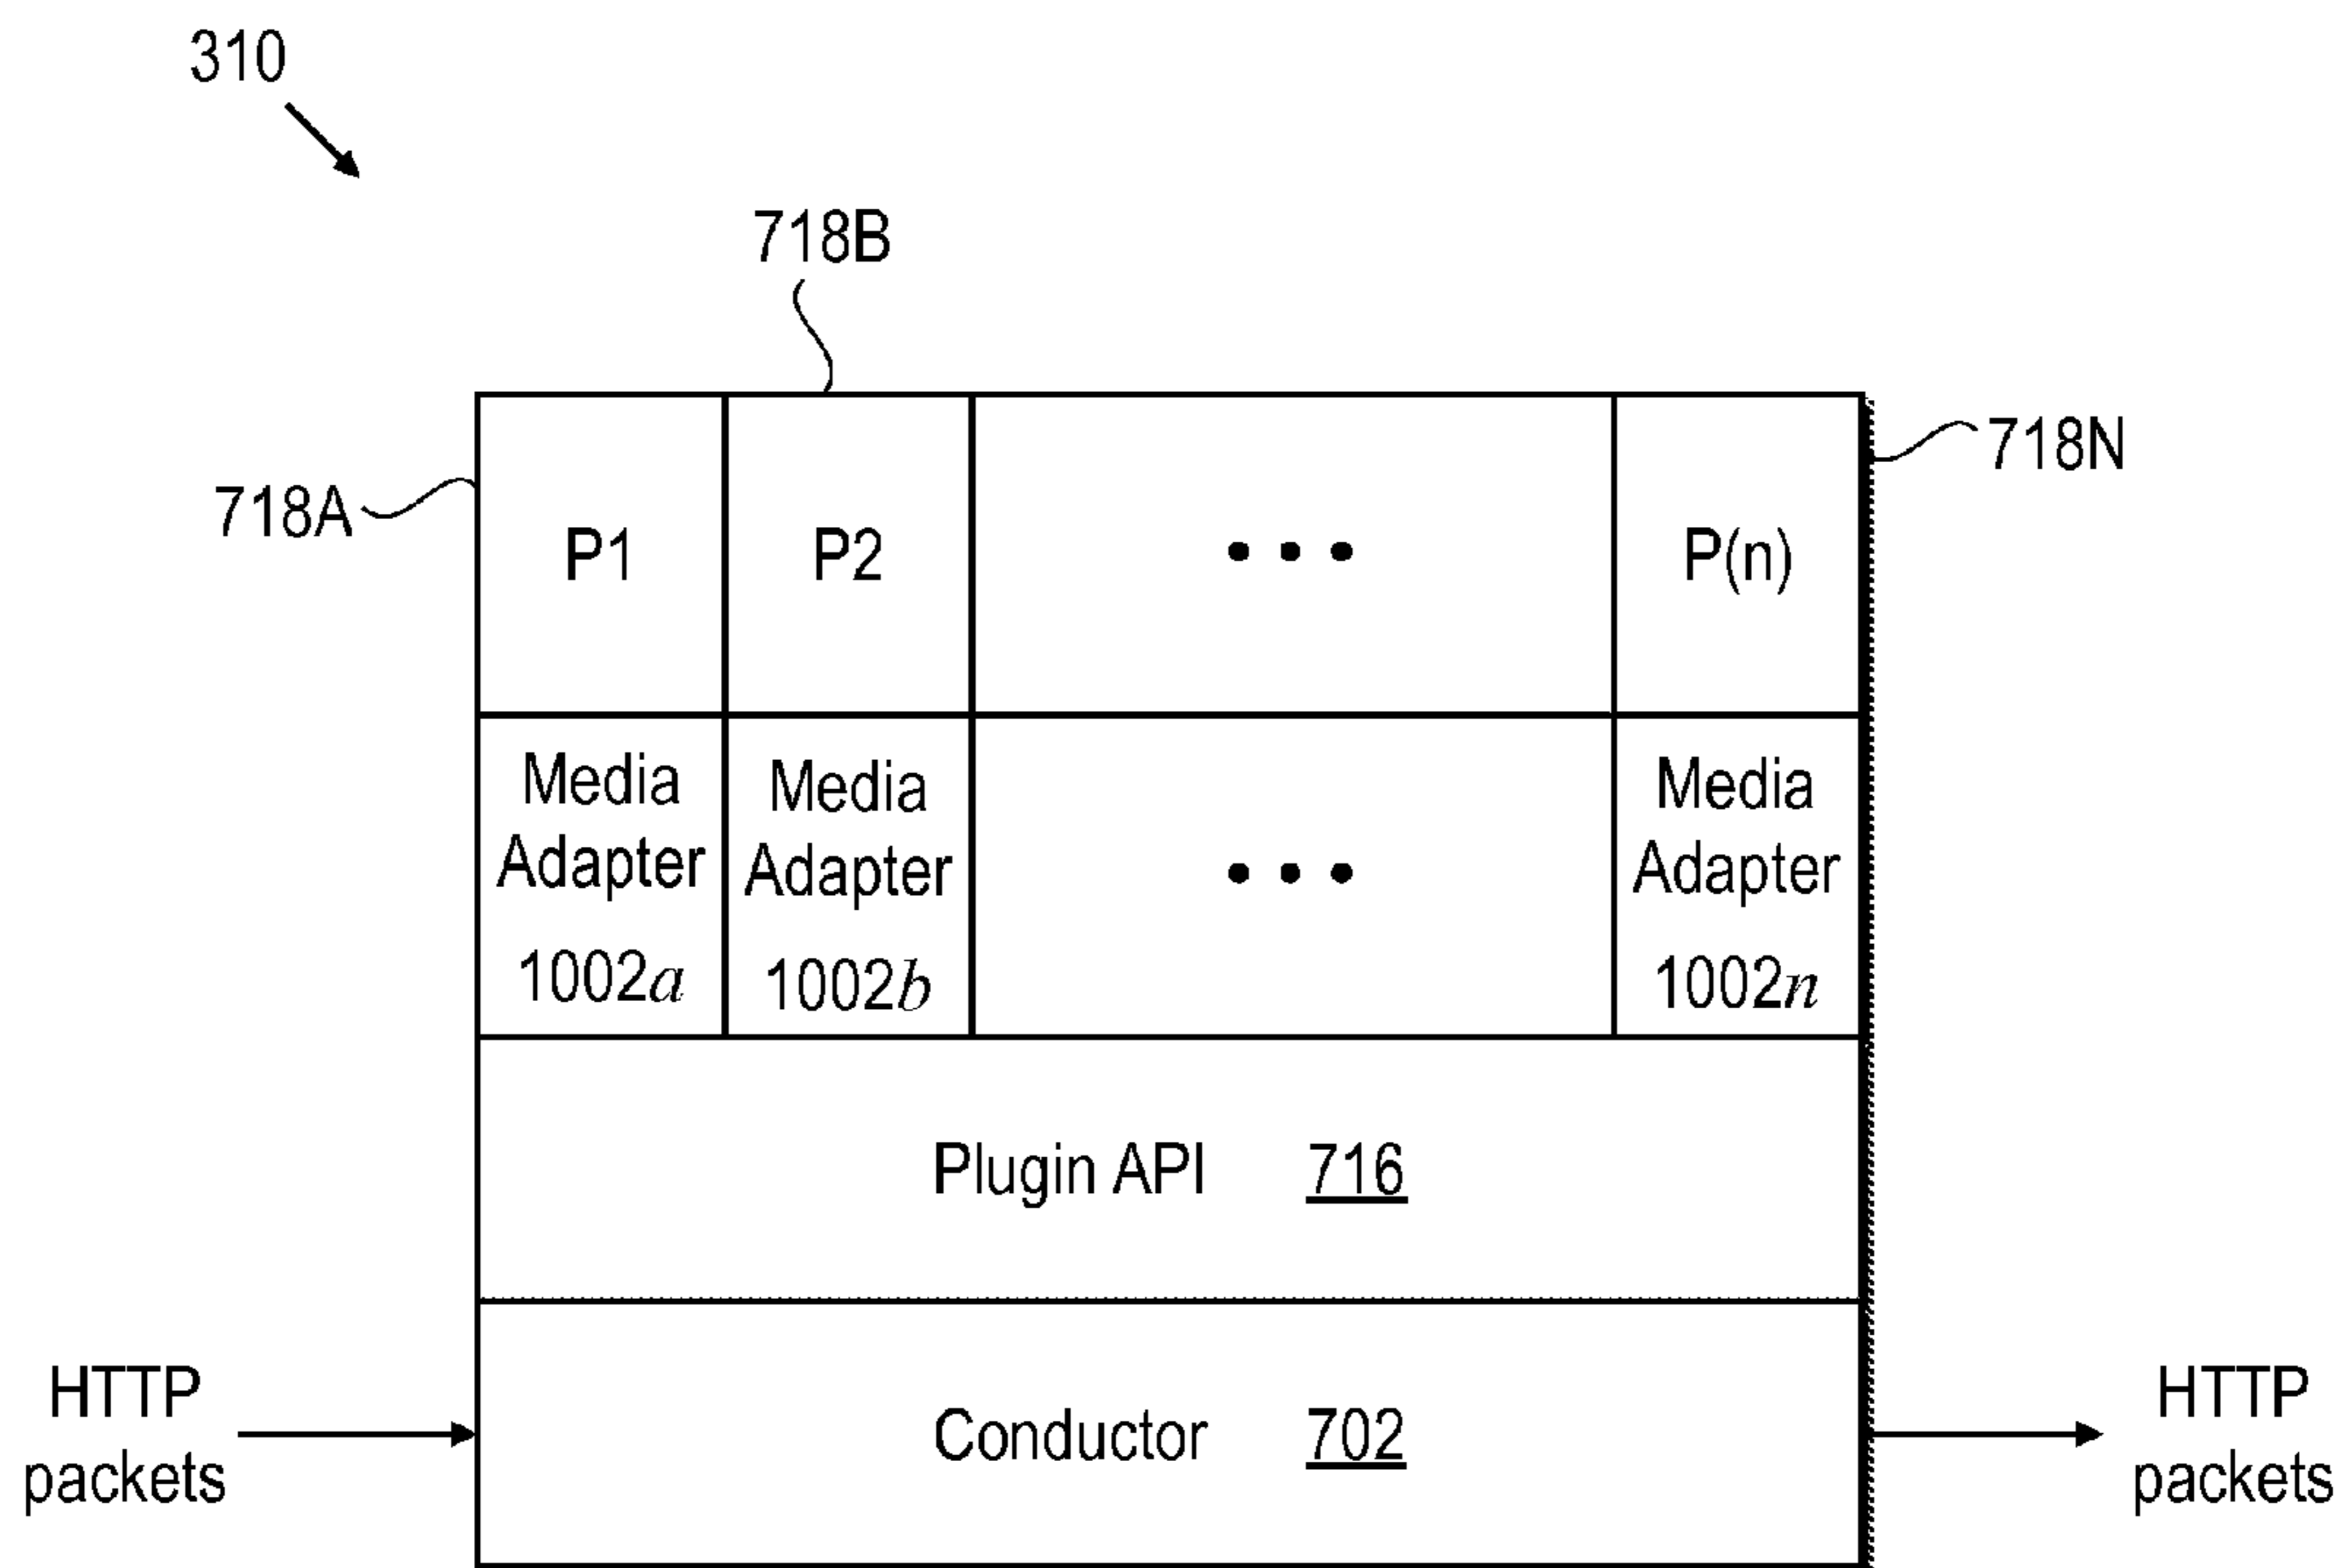 310
718B
718N
718A
P1
P2
• • •
P(n)
Media
Adapter
1002a
Media
Adapter
1002b
• • •
Media
Adapter
1002n
Plugin API 716
HTTP
packets
Conductor 702
HTTP
packets